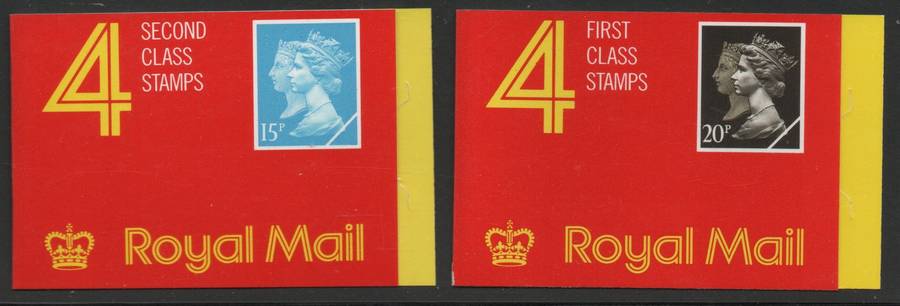 4
SECOND
CLASS
STAMPS
15P
Royal Mail
4
FIRST
CLASS
STAMPS
20P
Royal Mail